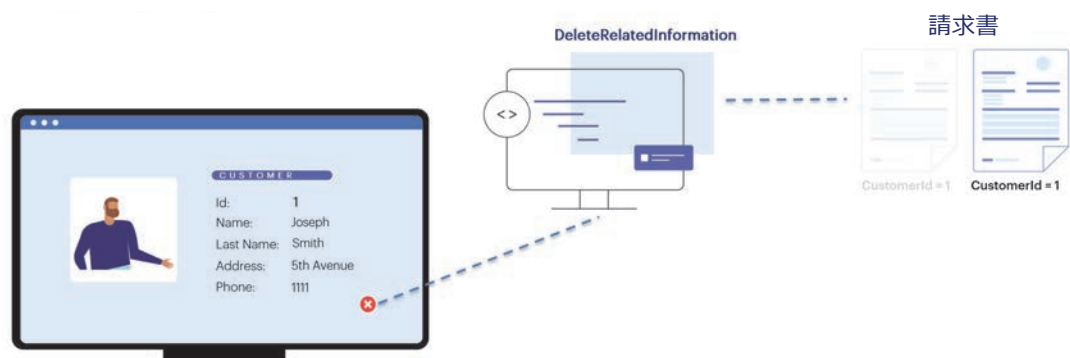 請求書
DeleteRelatedInformation
<>
CustomerId = 1
CustomerId = 1
CUSTOMER
Id: 1
Name: Joseph
Last Name: Smith
Address: 5th Avenue
Phone: 1111